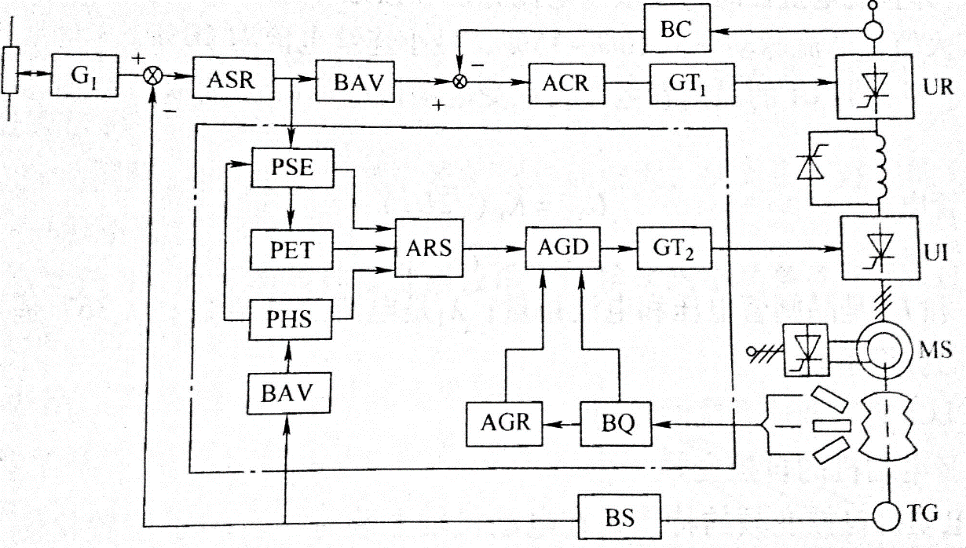 BC
G1 + − ASR BAV − + ACR GT1 UR
PSE
PET ARS AGD GT2 UI
PHS
MS
BAV
AGR BQ
BS TG